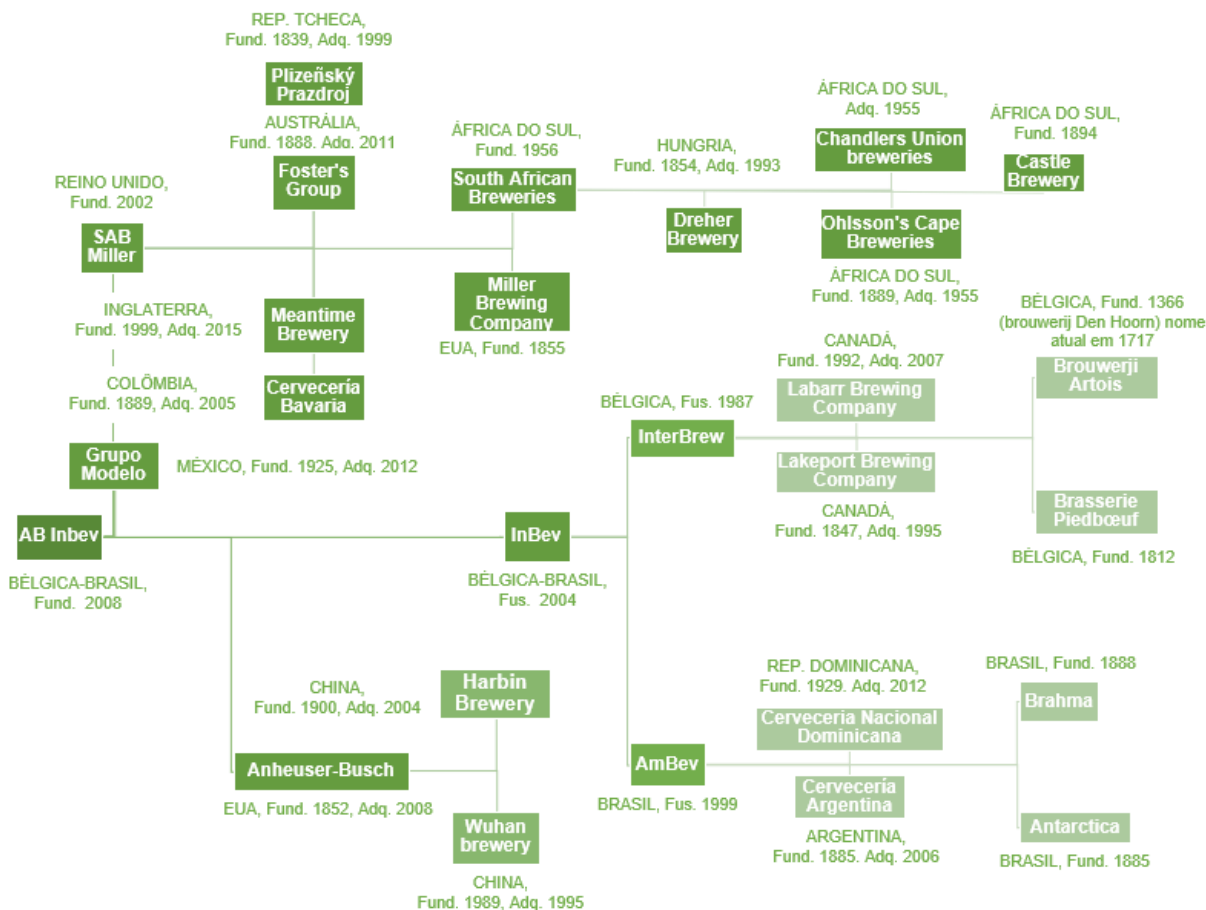 REP. TCHECA,
Fund. 1839, Adq. 1999
Plizeñský
Prazdroj
AUSTRÁLIA,
Fund. 1888. Adq. 2011
Foster's
Group
REINO UNIDO,
Fund. 2002
SAB
Miller
ÁFRICA DO SUL,
Fund. 1956
South African
Breweries
HUNGRIA,
Fund. 1854, Adq. 1993
Dreher
Brewery
ÁFRICA DO SUL,
Adq. 1955
Chandlers Union
breweries
ÁFRICA DO SUL,
Fund. 1894
Castle
Brewery
Ohlsson's Cape
Breweries
ÁFRICA DO SUL,
Fund. 1889, Adq. 1955
Miller
Brewing
Company
EUA, Fund. 1855
INGLATERRA,
Fund. 1999, Adq. 2015
Meantime
Brewery
COLÔMBIA,
Fund. 1889, Adq. 2005
Cervecería
Bavaria
Grupo
Modelo
MÉXICO, Fund. 1925, Adq. 2012
BÉLGICA, Fund. 1366
(brouwerij Den Hoorn) nome
atual em 1717
Brouwerji
Artois
CANADÁ,
Fund. 1992, Adq. 2007
Labarr Brewing
Company
BÉLGICA, Fus. 1987
InterBrew
Lakeport Brewing
Company
CANADÁ,
Fund. 1847, Adq. 1995
Brasserie
Piedbœuf
BÉLGICA, Fund. 1812
AB Inbev
BÉLGICA-BRASIL,
Fund. 2008
InBev
BÉLGICA-BRASIL,
Fus. 2004
CHINA,
Fund. 1900, Adq. 2004
Harbin
Brewery
Anheuser-Busch
EUA, Fund. 1852, Adq. 2008
Wuhan
brewery
CHINA,
Fund. 1989, Adq. 1995
REP. DOMINICANA,
Fund. 1929. Adq. 2012
Cerveceria Nacional
Dominicana
AmBev
BRASIL, Fus. 1999
Cervecería
Argentina
ARGENTINA,
Fund. 1885. Adq. 2006
BRASIL, Fund. 1888
Brahma
Antarctica
BRASIL, Fund. 1885